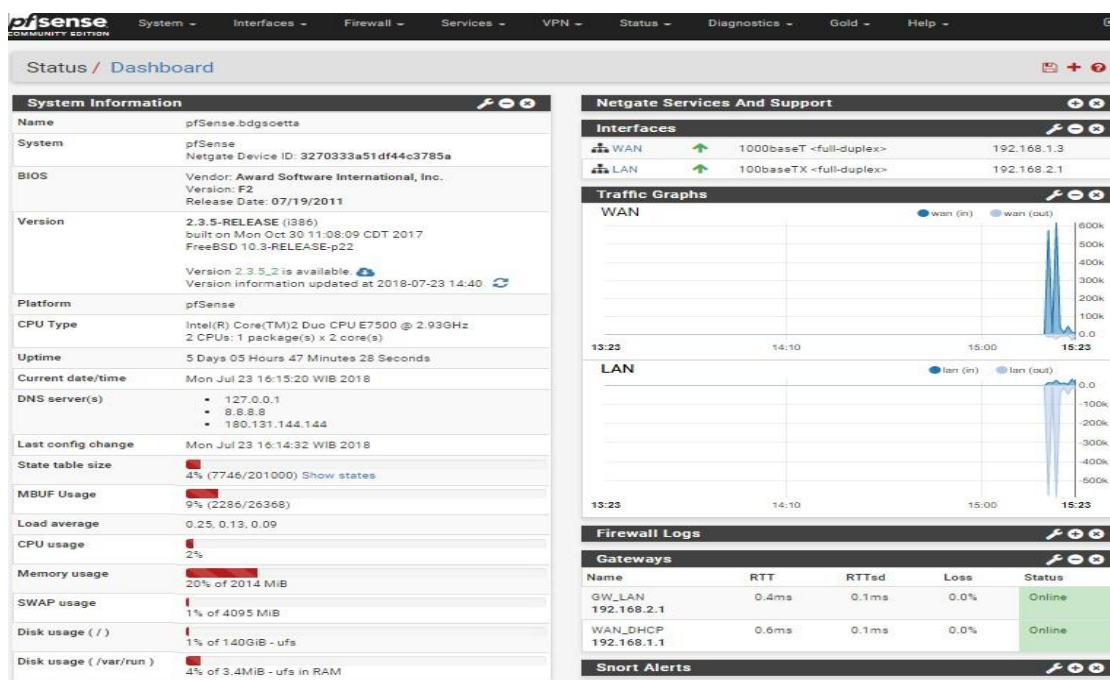 pfsense
COMMUNITY EDITION
System Interfaces Firewall Services VPN Status Diagnostics Gold Help
Status / Dashboard
System Information
Name pfSense.bdgsoetta
System pfSense
Netgate Device ID: 3270333a51df44c3785a
BIOS Vendor: Award Software International, Inc.
Version: F2
Release Date: 07/19/2011
Version 2.3.5-RELEASE (i386)
built on Mon Oct 30 11:08:09 CDT 2017
FreeBSD 10.3-RELEASE-p22
Version 2.3.5_2 is available.
Version information updated at 2018-07-23 14:40
Platform pfSense
CPU Type Intel(R) Core(TM)2 Duo CPU E7500 @ 2.93GHz
2 CPUs: 1 package(s) x 2 core(s)
Uptime 5 Days 05 Hours 47 Minutes 28 Seconds
Current date/time Mon Jul 23 16:15:20 WIB 2018
DNS server(s) • 127.0.0.1
• 8.8.8.8
• 180.131.144.144
Last config change Mon Jul 23 16:14:32 WIB 2018
State table size
4% (7746/201000) Show states
MBUF Usage
9% (2286/26368)
Load average 0.25, 0.13, 0.09
CPU usage
2%
Memory usage
20% of 2014 MiB
SWAP usage
1% of 4095 MiB
Disk usage ( / )
1% of 140GiB - ufs
Disk usage ( /var/run )
4% of 3.4MiB - ufs in RAM
Netgate Services And Support
Interfaces
WAN 1000baseT <full-duplex> 192.168.1.3
LAN 100baseTX <full-duplex> 192.168.2.1
Traffic Graphs
WAN
wan (in) wan (out)
600k
500k
400k
300k
200k
100k
0.0
13:23 14:10 15:00 15:23
LAN
lan (in) lan (out)
0.0
-100k
-200k
-300k
-400k
-500k
13:23 14:10 15:00 15:23
Firewall Logs
Gateways
Name RTT RTTsd Loss Status
GW_LAN 0.4ms 0.1ms 0.0% Online
192.168.2.1
WAN_DHCP 0.6ms 0.1ms 0.0% Online
192.168.1.1
Snort Alerts